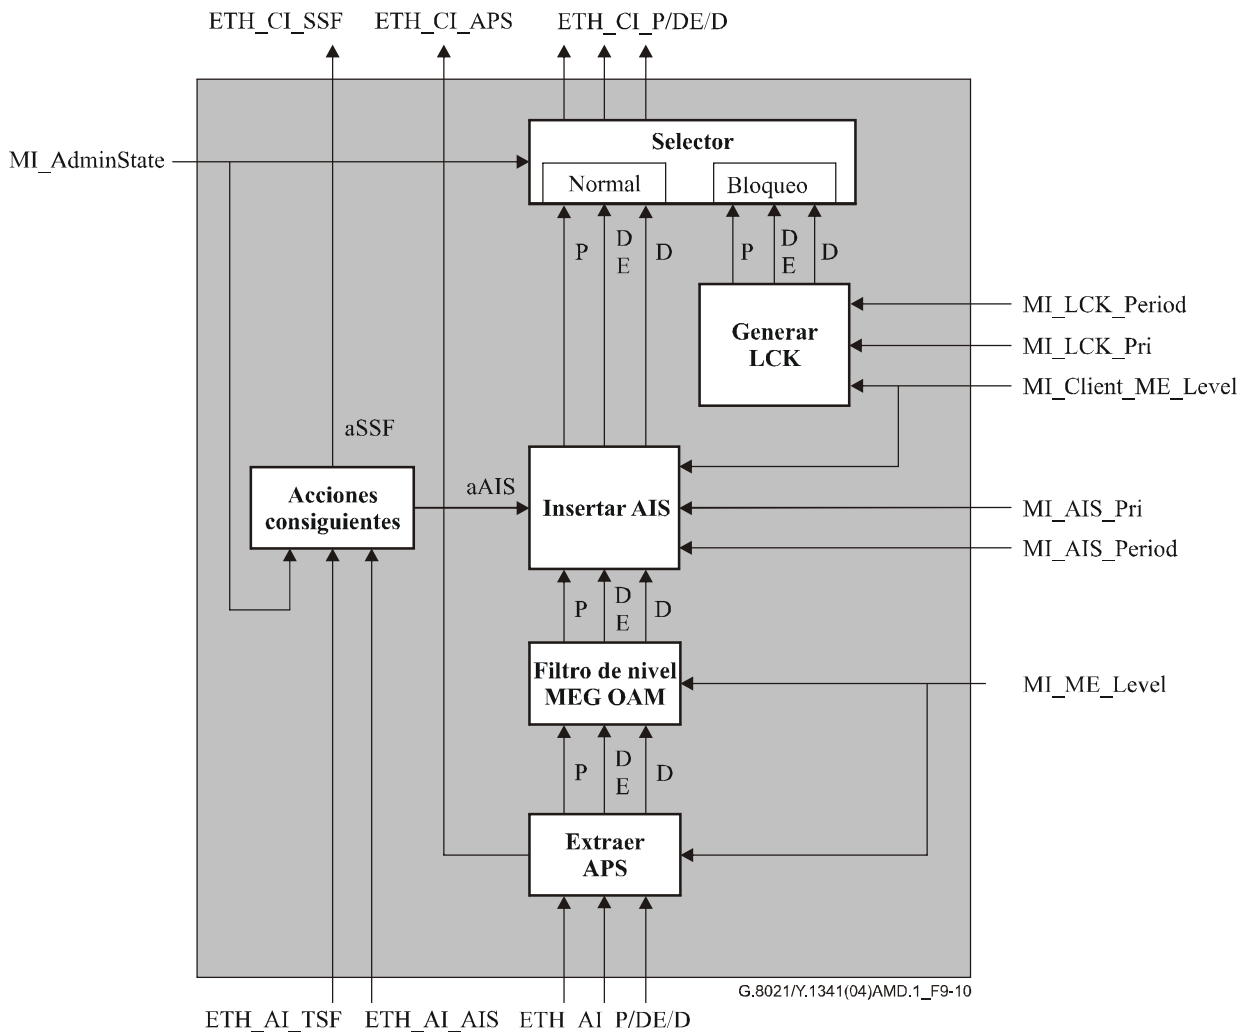 ETH_CI_SSF ETH_CI_APS ETH_CI_P/DE/D
Selector
MI_AdminState
Normal
Bloqueo
P
D
E
D
P
D
E
D
MI_LCK_Period
Generar
LCK
MI_LCK_Pri
MI_Client_ME_Level
aSSF
Acciones
consiguientes
aAIS
Insertar AIS
MI_AIS_Pri
MI_AIS_Period
P
D
E
D
Filtro de nivel
MEG OAM
MI_ME_Level
P
D
E
D
Extraer
APS
G.8021/Y.1341(04)AMD.1_F9-10
ETH_AI_TSF ETH_AI_AIS ETH_AI_P/DE/D